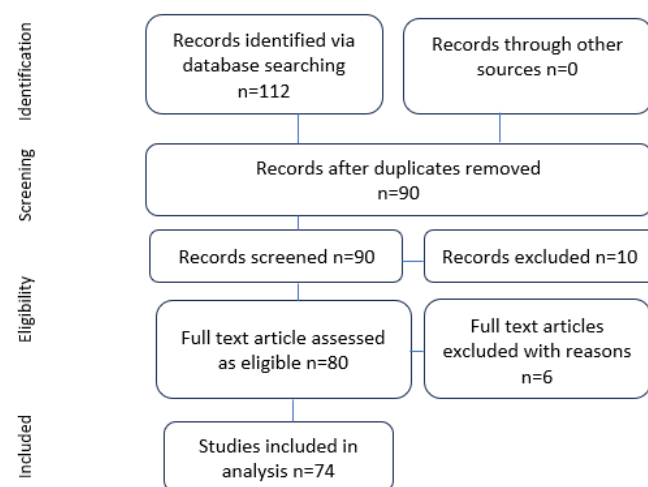 Identification
Records identified via
database searching
n=112
Records through other
sources n=0
Screening
Records after duplicates removed
n=90
Records screened n=90
Records excluded n=10
Eligibility
Full text article assessed
as eligible n=80
Full text articles
excluded with reasons
n=6
Included
Studies included in
analysis n=74